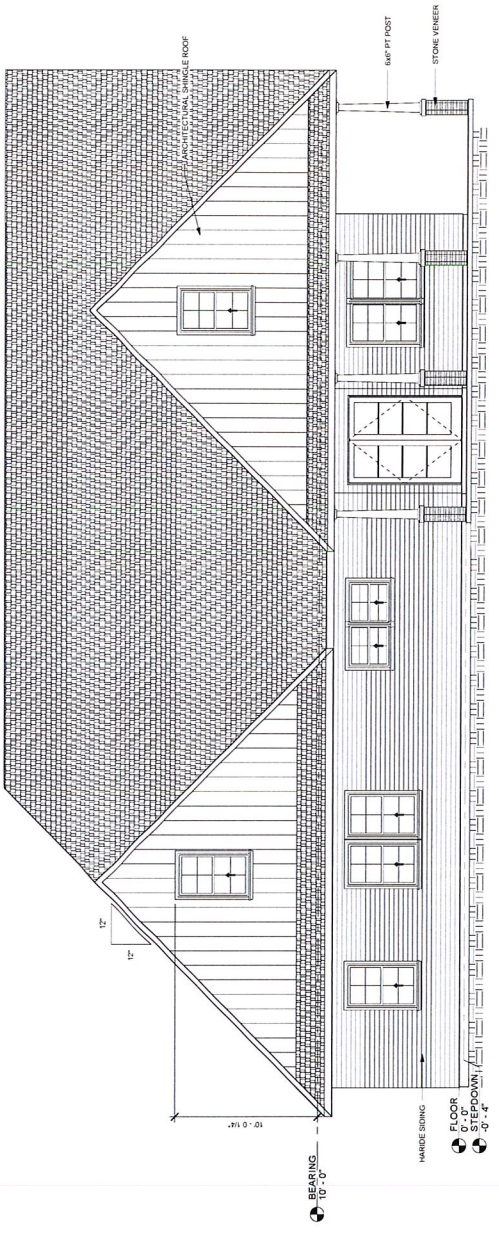 ARCHITECTURAL SHINGLE ROOF
6x6" PT POST
STONE VENEER
12"
12"
10' - 0 1/4"
BEARING
10' - 0"
HARIDE SIDING
FLOOR
0' - 0"
STEPDOWN
-0' - 4"